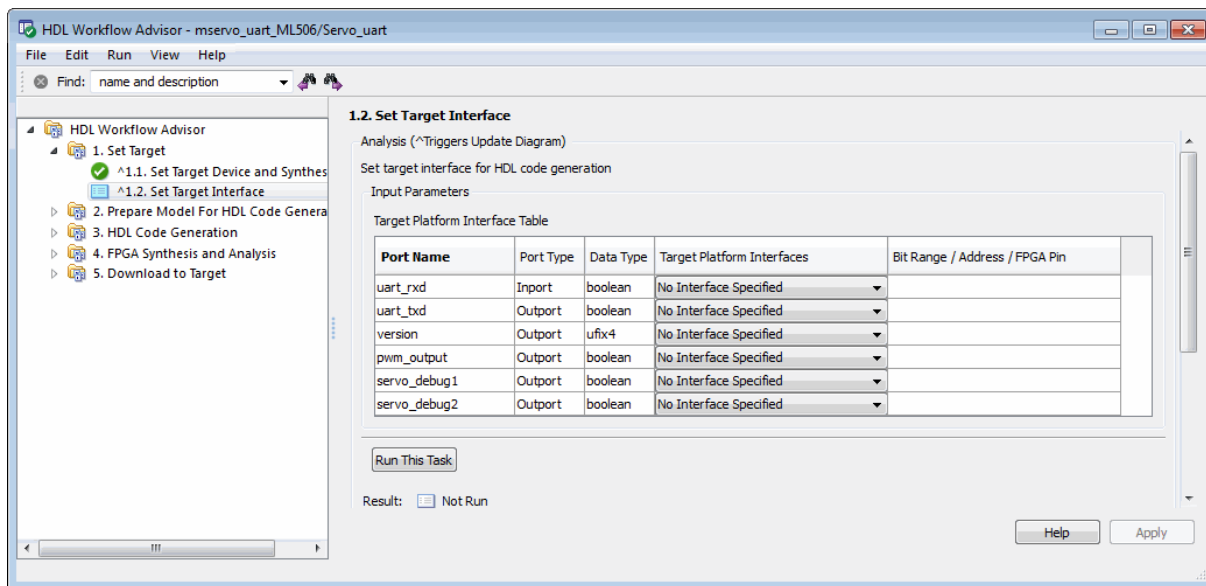 HDL Workflow Advisor - mservo_uart_ML506/Servo_uart
File Edit Run View Help
Find: name and description
HDL Workflow Advisor
1. Set Target
^1.1. Set Target Device and Synthes
^1.2. Set Target Interface
2. Prepare Model For HDL Code Genera
3. HDL Code Generation
4. FPGA Synthesis and Analysis
5. Download to Target
1.2. Set Target Interface
Analysis (^Triggers Update Diagram)
Set target interface for HDL code generation
Input Parameters
Target Platform Interface Table
Port Name Port Type Data Type Target Platform Interfaces Bit Range / Address / FPGA Pin
uart_rxd Inport boolean No Interface Specified
uart_txd Outport boolean No Interface Specified
version Outport ufix4 No Interface Specified
pwm_output Outport boolean No Interface Specified
servo_debug1 Outport boolean No Interface Specified
servo_debug2 Outport boolean No Interface Specified
Run This Task
Result: Not Run
Help Apply